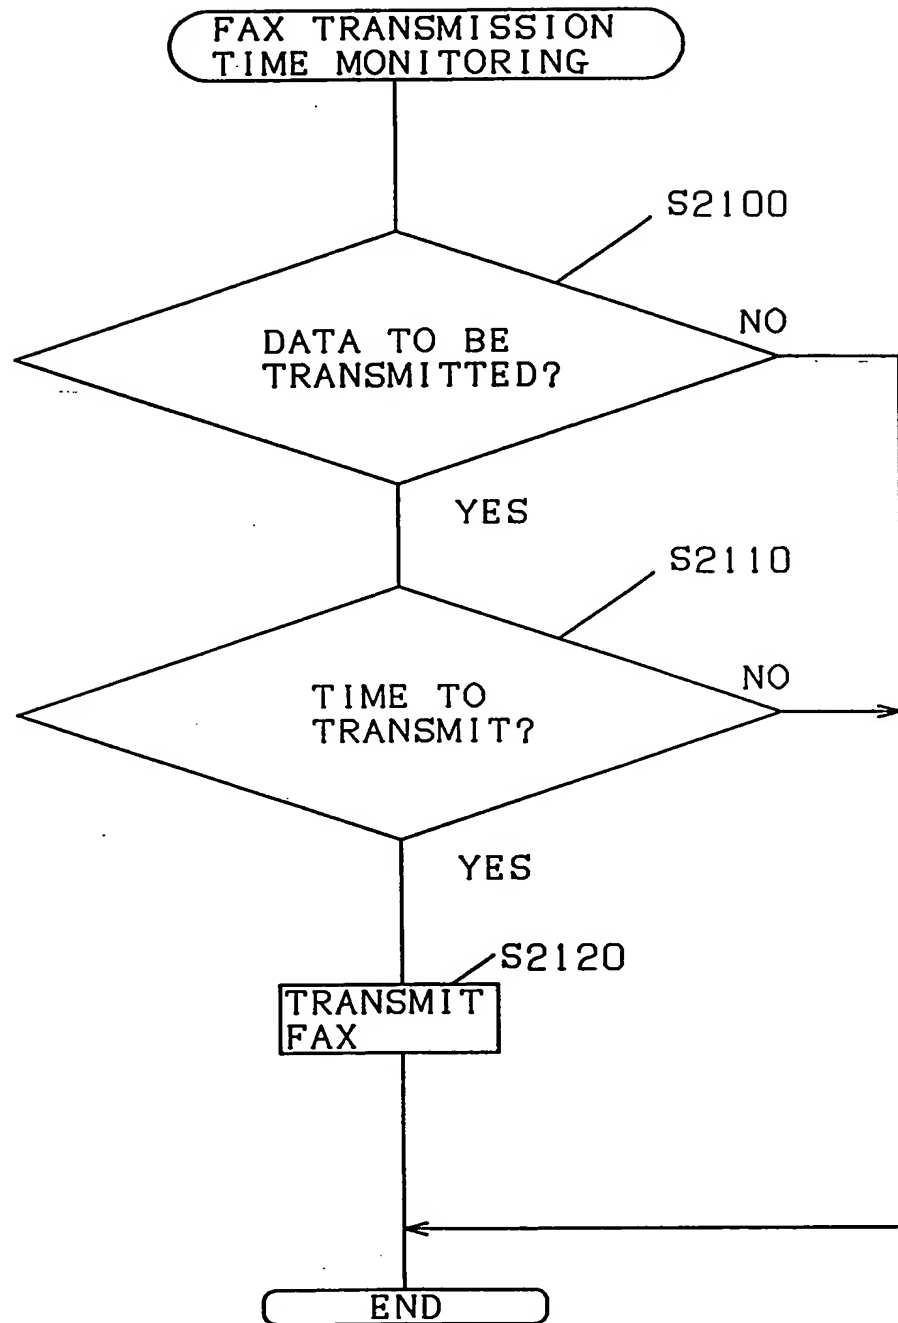 FAX TRANSMISSION
TIME MONITORING
S2100
NO
DATA TO BE
TRANSMITTED?
YES
S2110
NO
TIME TO
TRANSMIT?
YES
S2120
TRANSMIT
FAX
END